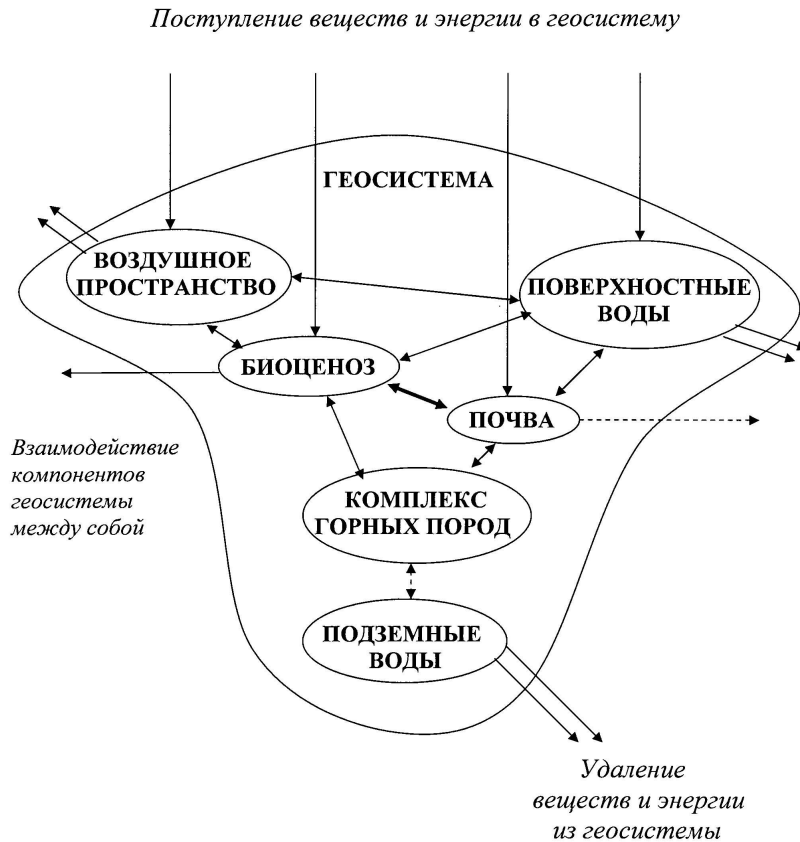 Поступление веществ и энергии в геосистему
ГЕОСИСТЕМА
ВОЗДУШНОЕ
ПРОСТРАНСТВО
ПОВЕРХНОСТНЫЕ
ВОДЫ
БИОЦЕНОЗ
ПОЧВА
Взаимодействие
компонентов
геосистемы
между собой
КОМПЛЕКС
ГОРНЫХ ПОРОД
ПОДЗЕМНЫЕ
ВОДЫ
Удаление
веществ и энергии
из геосистемы